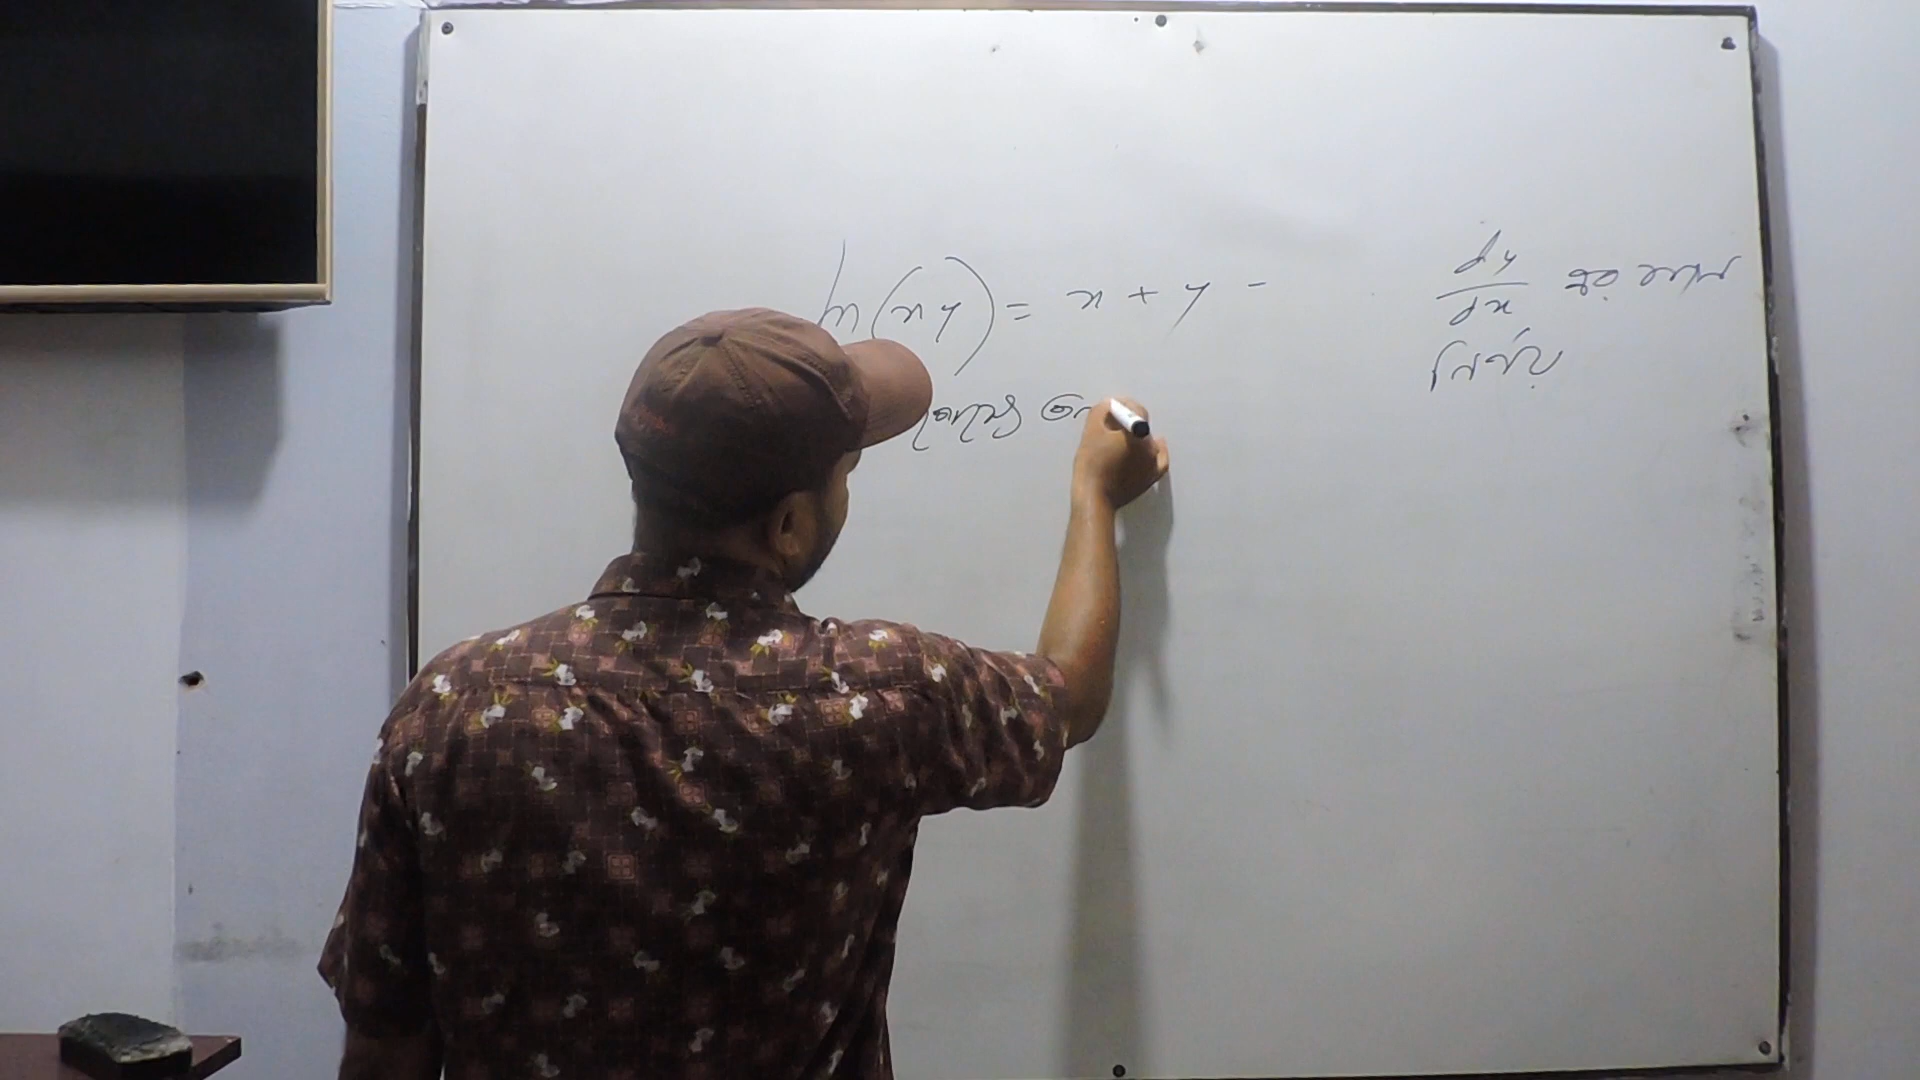 ln(xy) = x + y -
dy/dx এর মান
নির্ণয়